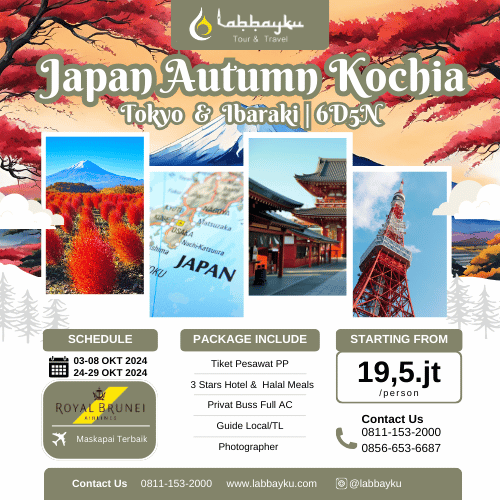 Labbayku
Tour & Travel
Japan Autumn Kochia
Tokyo & Ibaraki | 6D5N
JAPAN
SCHEDULE
03-08 OKT 2024
24-29 OKT 2024
ROYAL BRUNEI
AIRLINES
Maskapai Terbaik
PACKAGE INCLUDE
Tiket Pesawat PP
3 Stars Hotel & Halal Meals
Privat Buss Full AC
Guide Local/TL
Photographer
STARTING FROM
19,5.jt
/person
Contact Us
0811-153-2000
0856-653-6687
Contact Us 0811-153-2000 www.labbayku.com @labbayku